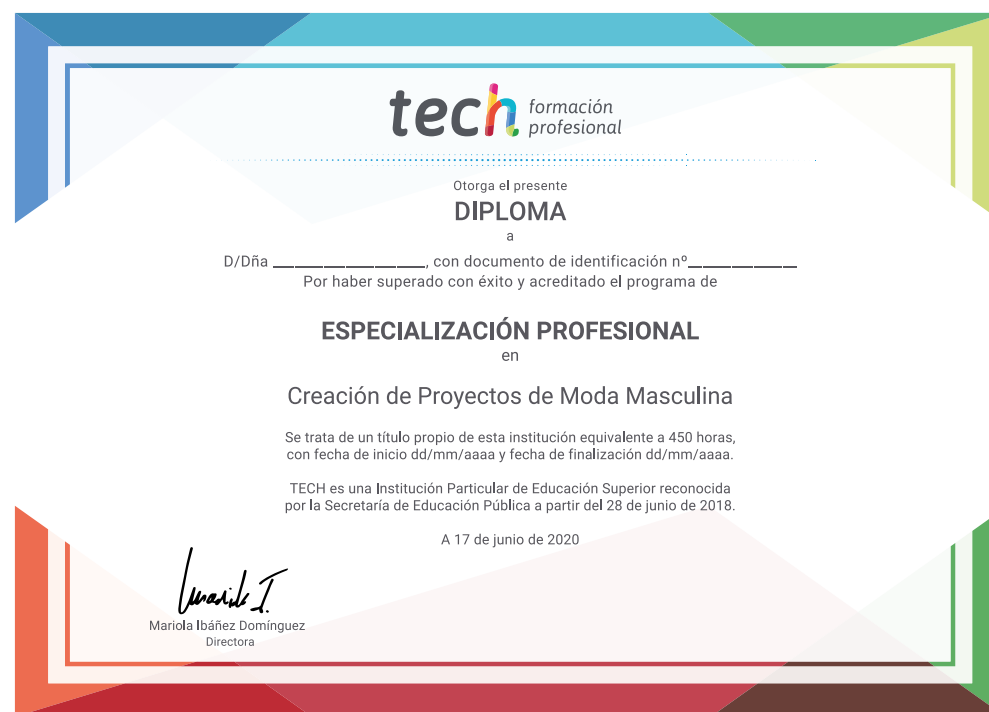 tech formación
profesional
Otorga el presente
DIPLOMA
a
D/Dña ____________________, con documento de identificación nº______________
Por haber superado con éxito y acreditado el programa de
ESPECIALIZACIÓN PROFESIONAL
en
Creación de Proyectos de Moda Masculina
Se trata de un título propio de esta institución equivalente a 450 horas,
con fecha de inicio dd/mm/aaaa y fecha de finalización dd/mm/aaaa.
TECH es una Institución Particular de Educación Superior reconocida
por la Secretaría de Educación Pública a partir del 28 de junio de 2018.
A 17 de junio de 2020
Mariola Ibáñez Domínguez
Directora